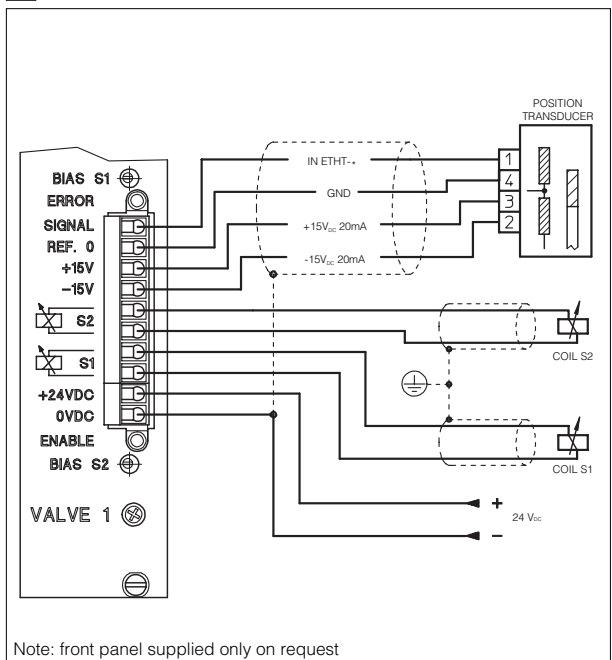 POSITION
TRANSDUCER
IN ETHT-*
1
GND
4
+15VDC 20mA
3
-15VDC 20mA
2
BIAS S1
ERROR
SIGNAL
REF. 0
+15V
-15V
S2
S1
+24VDC
0VDC
ENABLE
BIAS S2
VALVE 1
COIL S2
COIL S1
+
24 VDC
-
Note: front panel supplied only on request